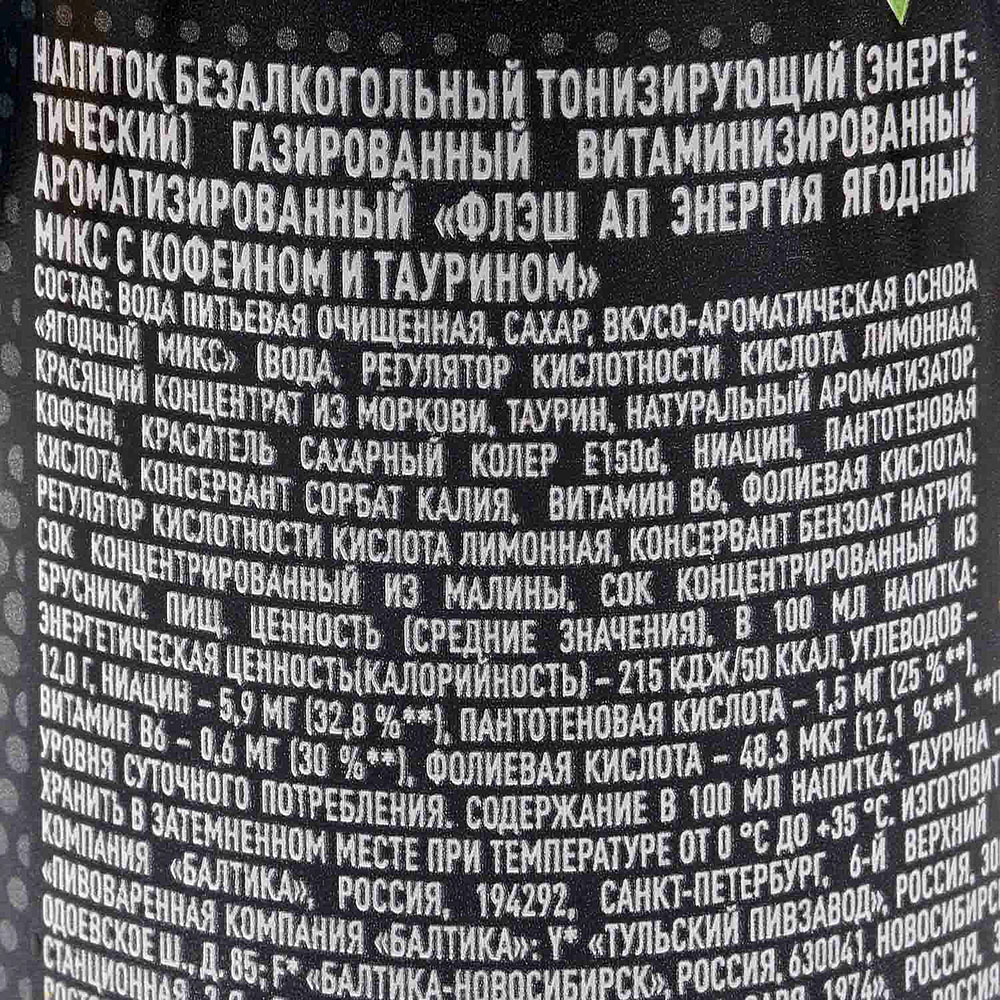 НАПИТОК БЕЗАЛКОГОЛЬНЫЙ ТОНИЗИРУЮЩИЙ (ЭНЕРГЕ-
ТИЧЕСКИЙ) ГАЗИРОВАННЫЙ ВИТАМИНИЗИРОВАННЫЙ
АРОМАТИЗИРОВАННЫЙ «ФЛЭШ АП ЭНЕРГИЯ ЯГОДНЫЙ
МИКС С КОФЕИНОМ И ТАУРИНОМ»
СОСТАВ: ВОДА ПИТЬЕВАЯ ОЧИЩЕННАЯ, САХАР, ВКУСО-АРОМАТИЧЕСКАЯ ОСНОВА
«ЯГОДНЫЙ МИКС» (ВОДА, РЕГУЛЯТОР КИСЛОТНОСТИ КИСЛОТА ЛИМОННАЯ,
КРАСЯЩИЙ КОНЦЕНТРАТ ИЗ МОРКОВИ, ТАУРИН, НАТУРАЛЬНЫЙ АРОМАТИЗАТОР,
КОФЕИН, КРАСИТЕЛЬ САХАРНЫЙ КОЛЕР E150d, НИАЦИН, ПАНТОТЕНОВАЯ
КИСЛОТА, КОНСЕРВАНТ СОРБАТ КАЛИЯ, ВИТАМИН B6, ФОЛИЕВАЯ КИСЛОТА),
РЕГУЛЯТОР КИСЛОТНОСТИ КИСЛОТА ЛИМОННАЯ, КОНСЕРВАНТ БЕНЗОАТ НАТРИЯ,
СОК КОНЦЕНТРИРОВАННЫЙ ИЗ МАЛИНЫ, СОК КОНЦЕНТРИРОВАННЫЙ ИЗ
БРУСНИКИ. ПИЩ. ЦЕННОСТЬ (СРЕДНИЕ ЗНАЧЕНИЯ), В 100 МЛ НАПИТКА:
ЭНЕРГЕТИЧЕСКАЯ ЦЕННОСТЬ(КАЛОРИЙНОСТЬ) – 215 КДЖ/50 ККАЛ, УГЛЕВОДОВ –
12,0 Г, НИАЦИН – 5,9 МГ (32,8 %**), ПАНТОТЕНОВАЯ КИСЛОТА – 1,5 МГ (25 %**),
ВИТАМИН B6 – 0,6 МГ (30 %**), ФОЛИЕВАЯ КИСЛОТА – 48,3 МКГ (12,1 %**).
УРОВНЯ СУТОЧНОГО ПОТРЕБЛЕНИЯ. СОДЕРЖАНИЕ В 100 МЛ НАПИТКА: ТАУРИНА –
ХРАНИТЬ В ЗАТЕМНЕННОМ МЕСТЕ ПРИ ТЕМПЕРАТУРЕ ОТ 0 °С ДО +35 °С. ИЗГОТОВИТ
КОМПАНИЯ «БАЛТИКА», РОССИЯ, 194292, САНКТ-ПЕТЕРБУРГ, 6-Й ВЕРХНИЙ
«ПИВОВАРЕННАЯ КОМПАНИЯ «БАЛТИКА»: Y* «ТУЛЬСКИЙ ПИВЗАВОД», РОССИЯ, 30
ОДОЕВСКОЕ Ш., Д. 85; F* «БАЛТИКА-НОВОСИБИРСК», РОССИЯ, 630041, НОВОСИБИРС
СТАНЦИОННАЯ, 1974», РОССИЯ,